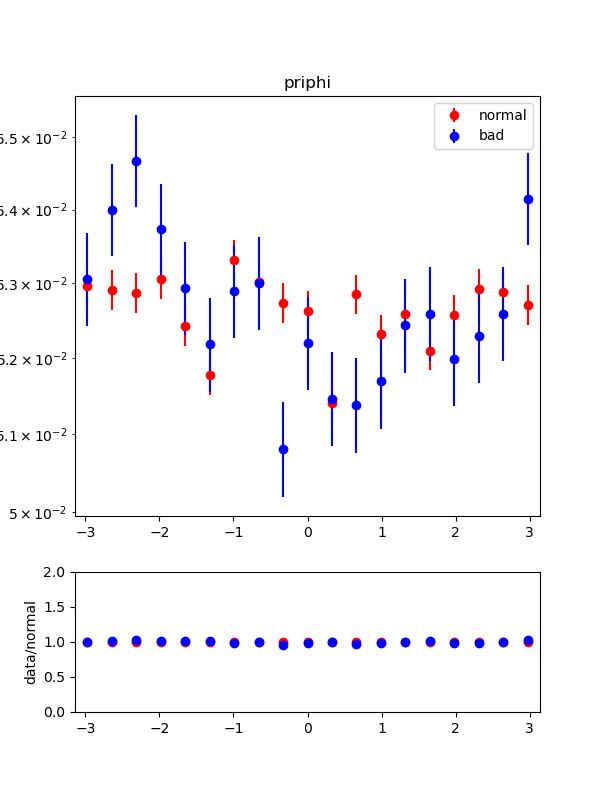 priphi
normal
bad
5.5 × 10⁻²
5.4 × 10⁻²
5.3 × 10⁻²
5.2 × 10⁻²
5.1 × 10⁻²
5 × 10⁻²
−3 −2 −1 0 1 2 3
data/normal
2.0
1.5
1.0
0.5
0.0
−3 −2 −1 0 1 2 3